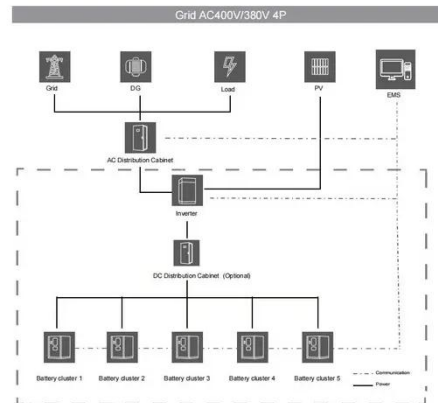 Grid AC400V/380V 4P
Grid
DG
Load
PV
EMS
AC Distribution Cabinet
Inverter
DC Distribution Cabinet (Optional)
Battery cluster 1
Battery cluster 2
Battery cluster 3
Battery cluster 4
Battery cluster 5
Communication
Power